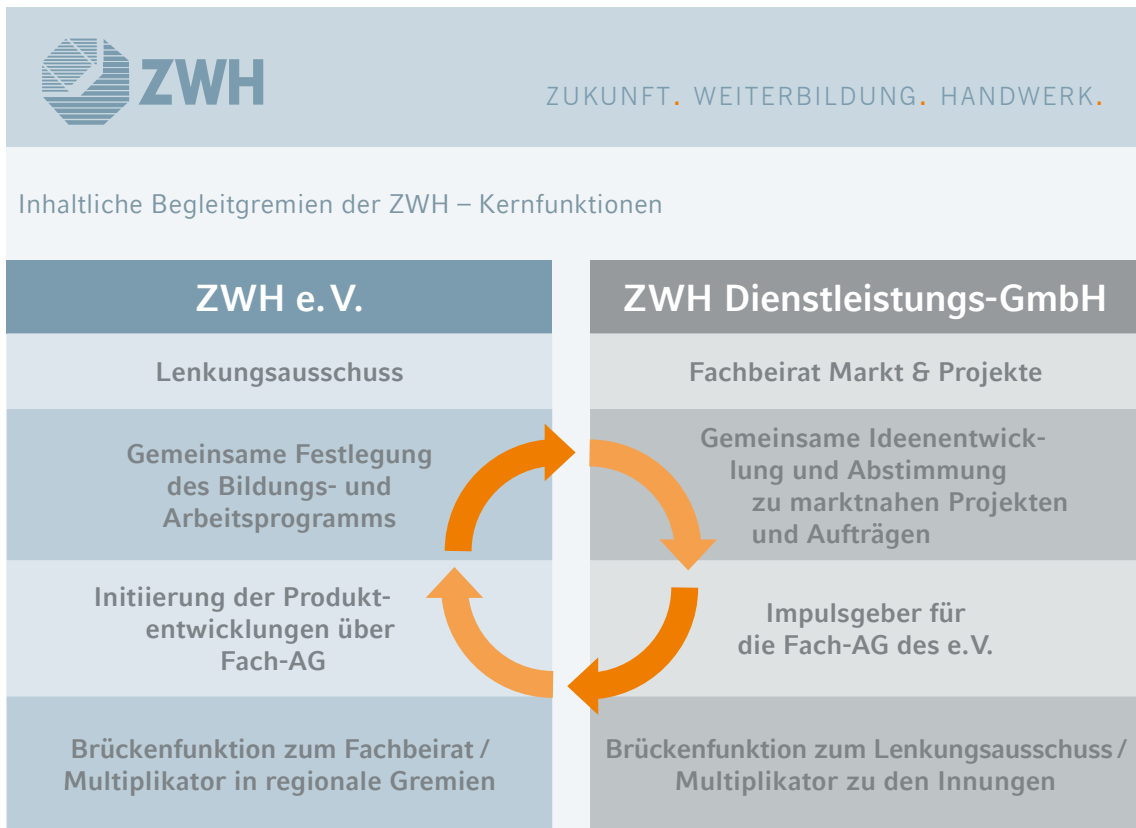 ZWH
ZUKUNFT. WEITERBILDUNG. HANDWERK.
Inhaltliche Begleitgremien der ZWH – Kernfunktionen
ZWH e.V.
Lenkungsausschuss
Gemeinsame Festlegung
des Bildungs- und
Arbeitsprogramms
Initiierung der Produkt-
entwicklungen über
Fach-AG
Brückenfunktion zum Fachbeirat /
Multiplikator in regionale Gremien
ZWH Dienstleistungs-GmbH
Fachbeirat Markt & Projekte
Gemeinsame Ideenentwick-
lung und Abstimmung
zu marktnahen Projekten
und Aufträgen
Impulsgeber für
die Fach-AG des e.V.
Brückenfunktion zum Lenkungsausschuss /
Multiplikator zu den Innungen